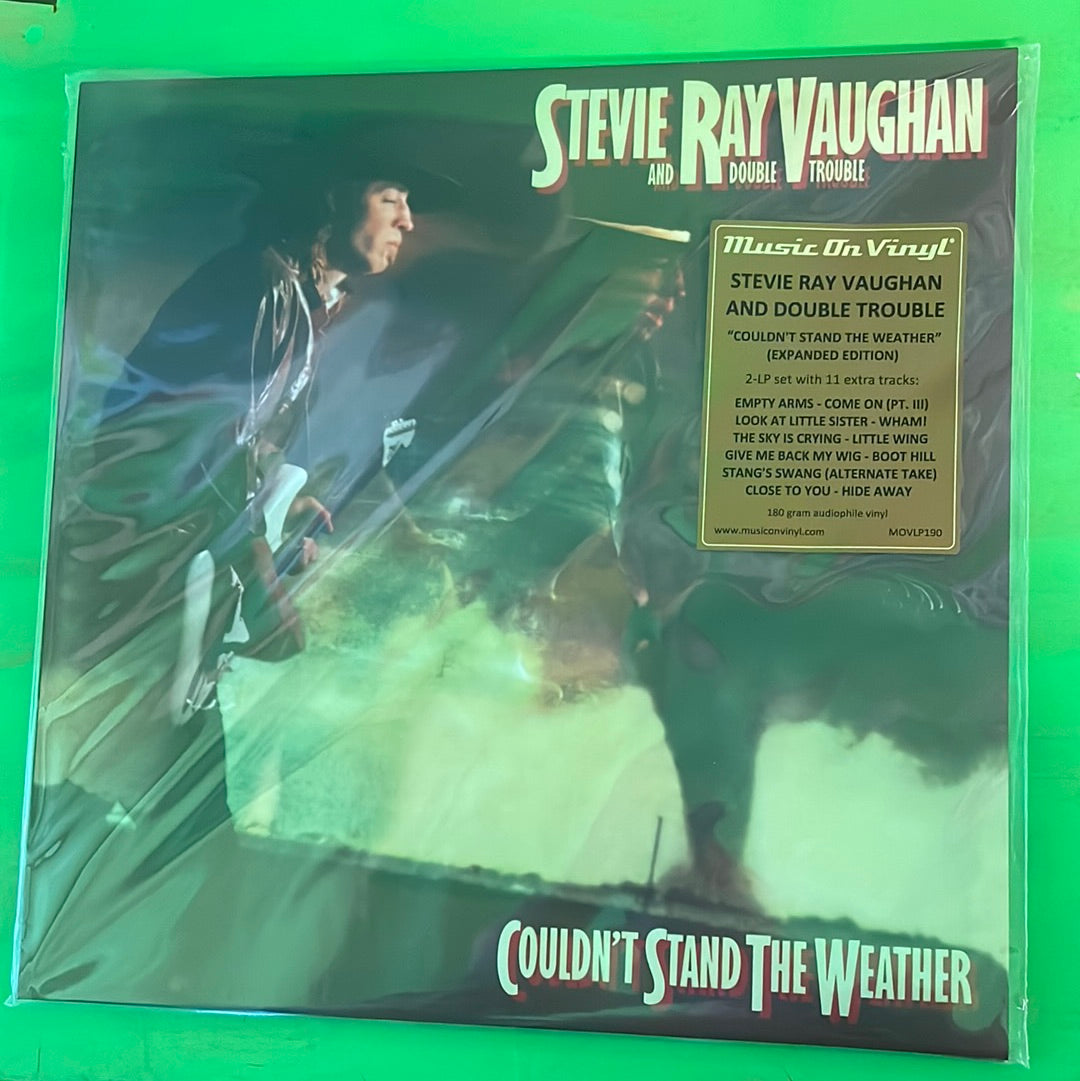 STEVIE RAY VAUGHAN
AND DOUBLE TROUBLE
Music On Vinyl®
STEVIE RAY VAUGHAN
AND DOUBLE TROUBLE
"COULDN'T STAND THE WEATHER"
(EXPANDED EDITION)
2-LP set with 11 extra tracks:
EMPTY ARMS - COME ON (PT. III)
LOOK AT LITTLE SISTER - WHAM!
THE SKY IS CRYING - LITTLE WING
GIVE ME BACK MY WIG - BOOT HILL
STANG'S SWANG (ALTERNATE TAKE)
CLOSE TO YOU - HIDE AWAY
180 gram audiophile vinyl
www.musiconvinyl.com MOVLP190
COULDN'T STAND THE WEATHER